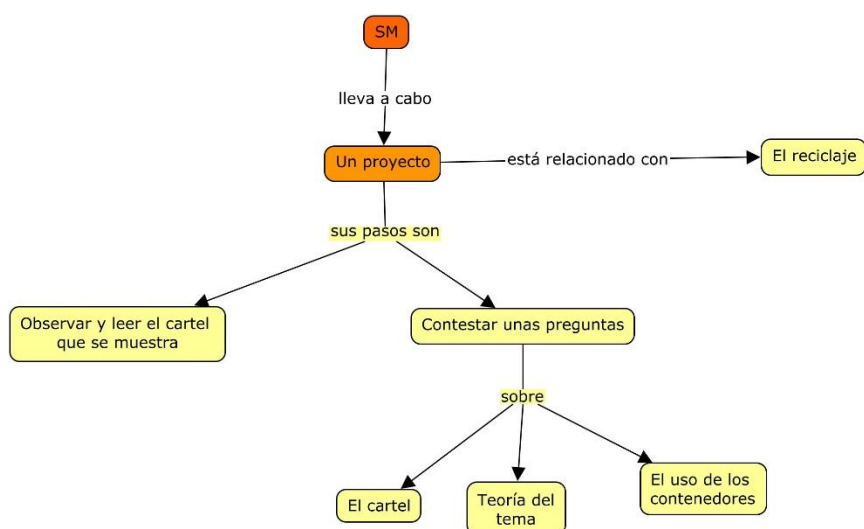 SM
lleva a cabo
Un proyecto
está relacionado con
El reciclaje
sus pasos son
Observar y leer el cartel
que se muestra
Contestar unas preguntas
sobre
El cartel
Teoría del
tema
El uso de los
contenedores